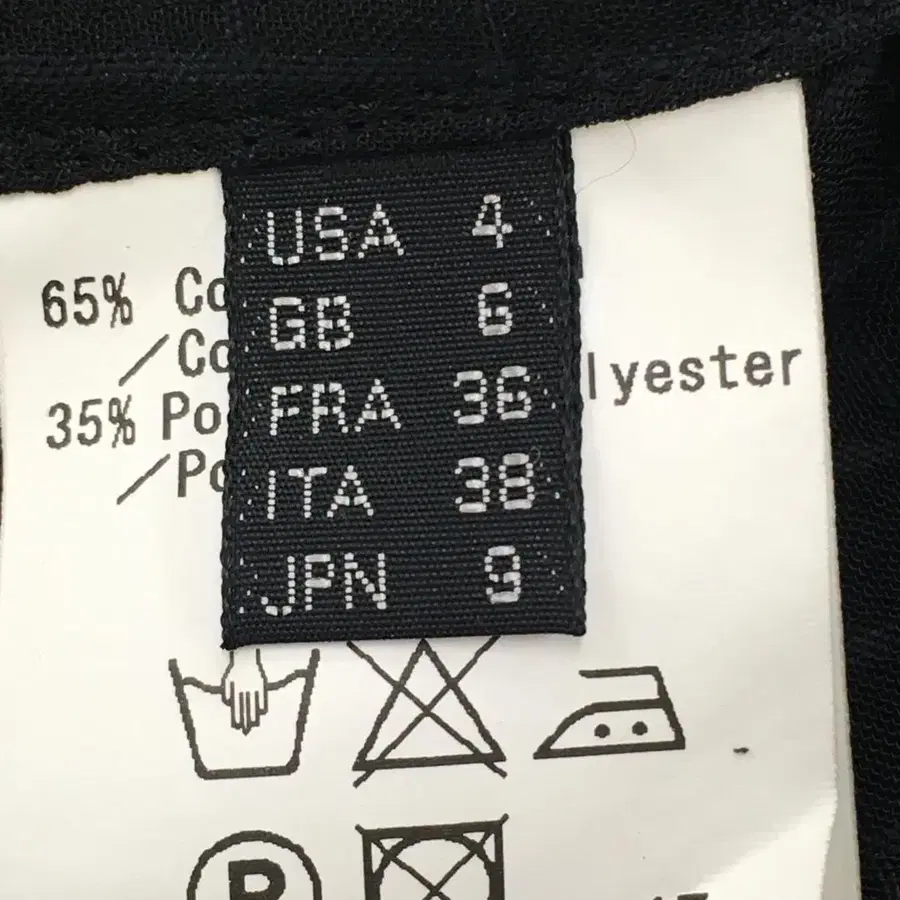 USA 4
GB 6
FRA 36
ITA 38
JPN 9
65% Co
/Co
35% Po lyester
/Po
P